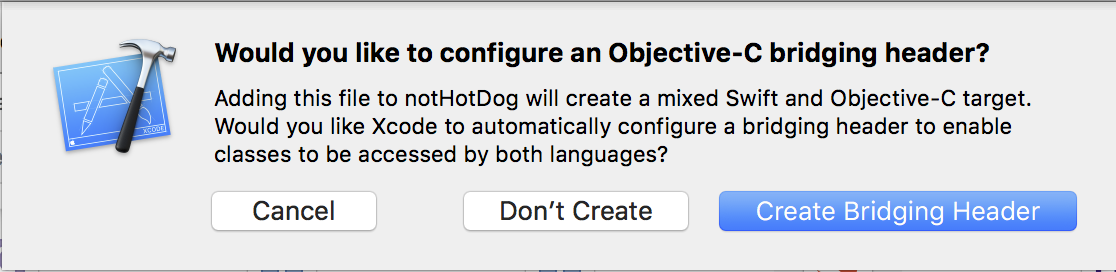 Would you like to configure an Objective-C bridging header?
Adding this file to notHotDog will create a mixed Swift and Objective-C target.
Would you like Xcode to automatically configure a bridging header to enable
classes to be accessed by both languages?
XCODE
Cancel
Don’t Create
Create Bridging Header